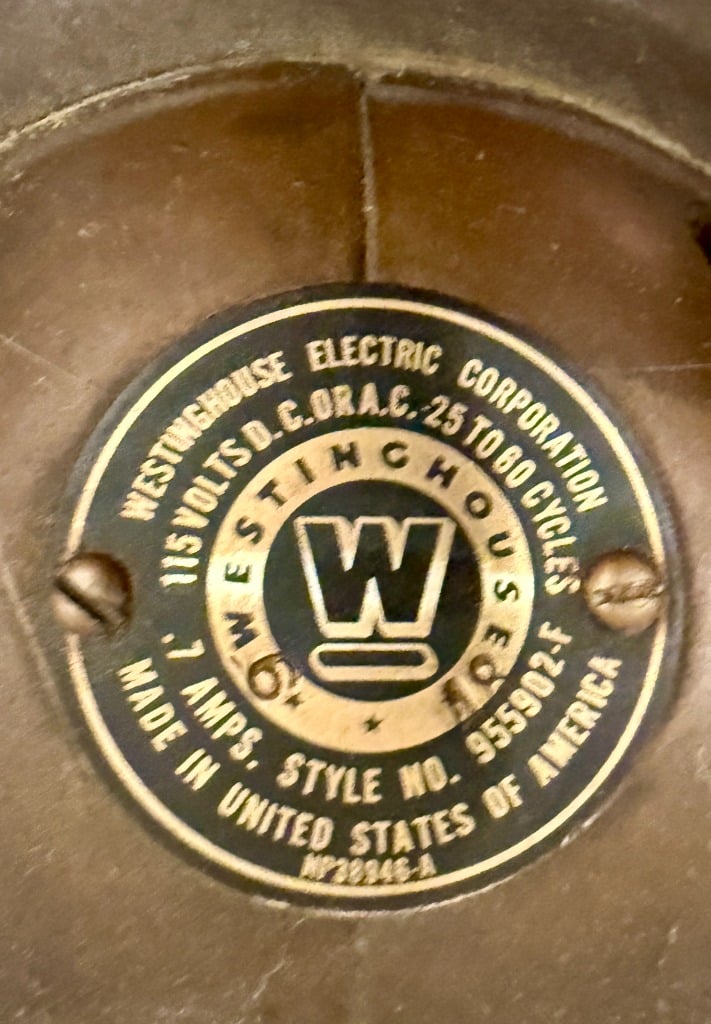 WESTINGHOUSE ELECTRIC CORPORATION
115 VOLTS D.C. OR A.C. 25 TO 60 CYCLES
WESTINGHOUSE
W
.7 AMPS. STYLE NO. 955902-F
MADE IN UNITED STATES OF AMERICA